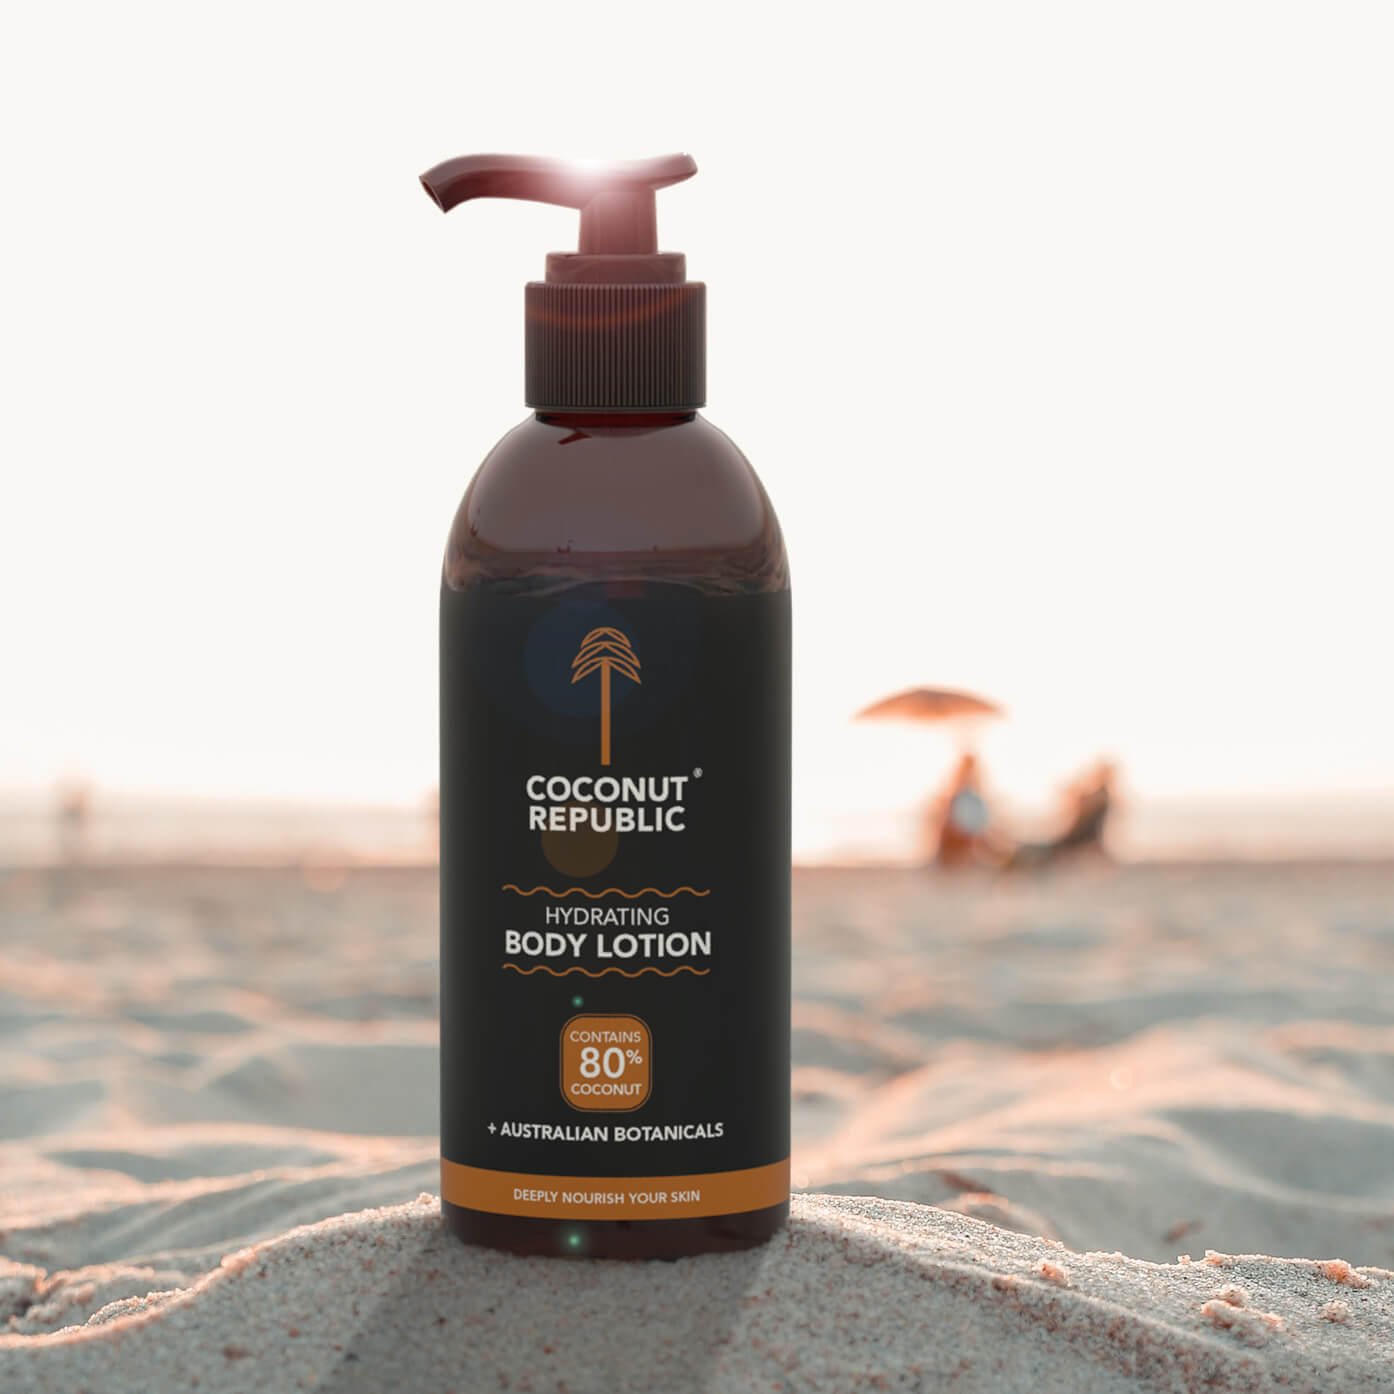 COCONUT®
REPUBLIC
HYDRATING
BODY LOTION
CONTAINS
80%
COCONUT
+ AUSTRALIAN BOTANICALS
DEEPLY NOURISH YOUR SKIN